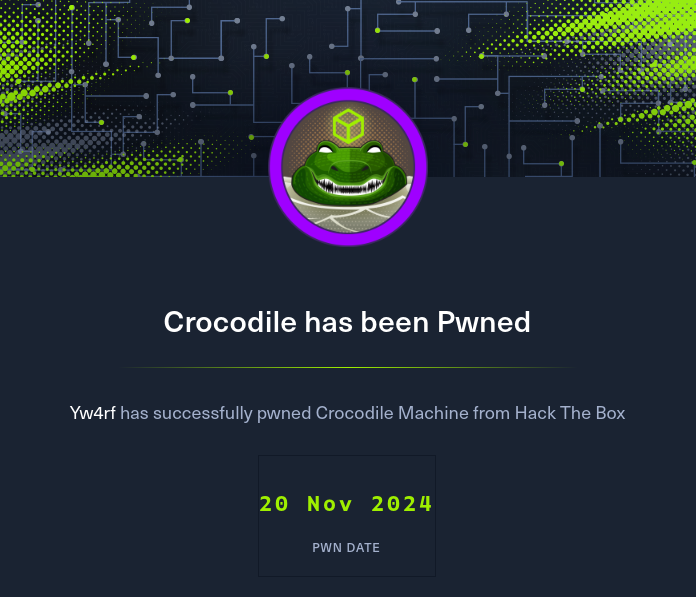 Crocodile has been Pwned
Yw4rf has successfully pwned Crocodile Machine from Hack The Box
20 Nov 2024
PWN DATE